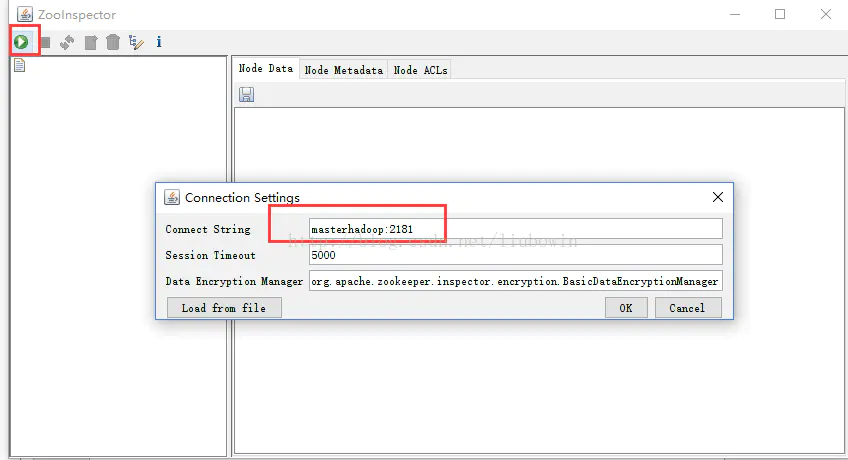 ZooInspector
Node Data Node Metadata Node ACLs
Connection Settings
Connect String masterhadoop:2181
http://blog.csdn.net/liubowin
Session Timeout 5000
Data Encryption Manager org.apache.zookeeper.inspector.encryption.BasicDataEncryptionManager
Load from file OK Cancel